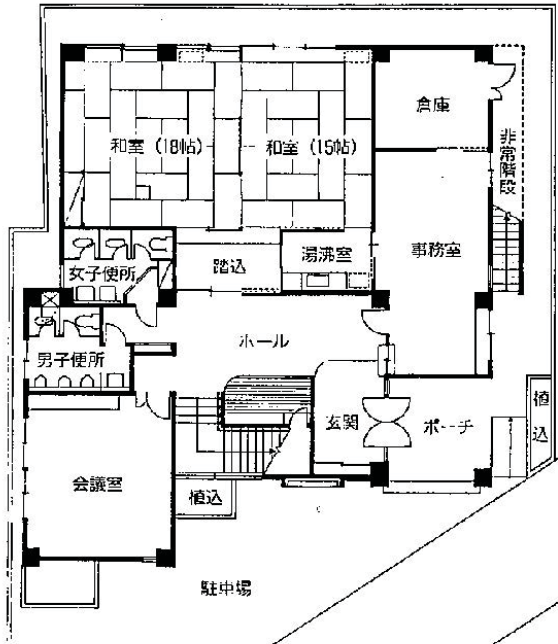 倉庫
和室（18帖）
和室（15帖）
非常階段
事務室
湯沸室
踏込
女子便所
ホール
男子便所
玄関
ポーチ
植込
会議室
植込
駐車場